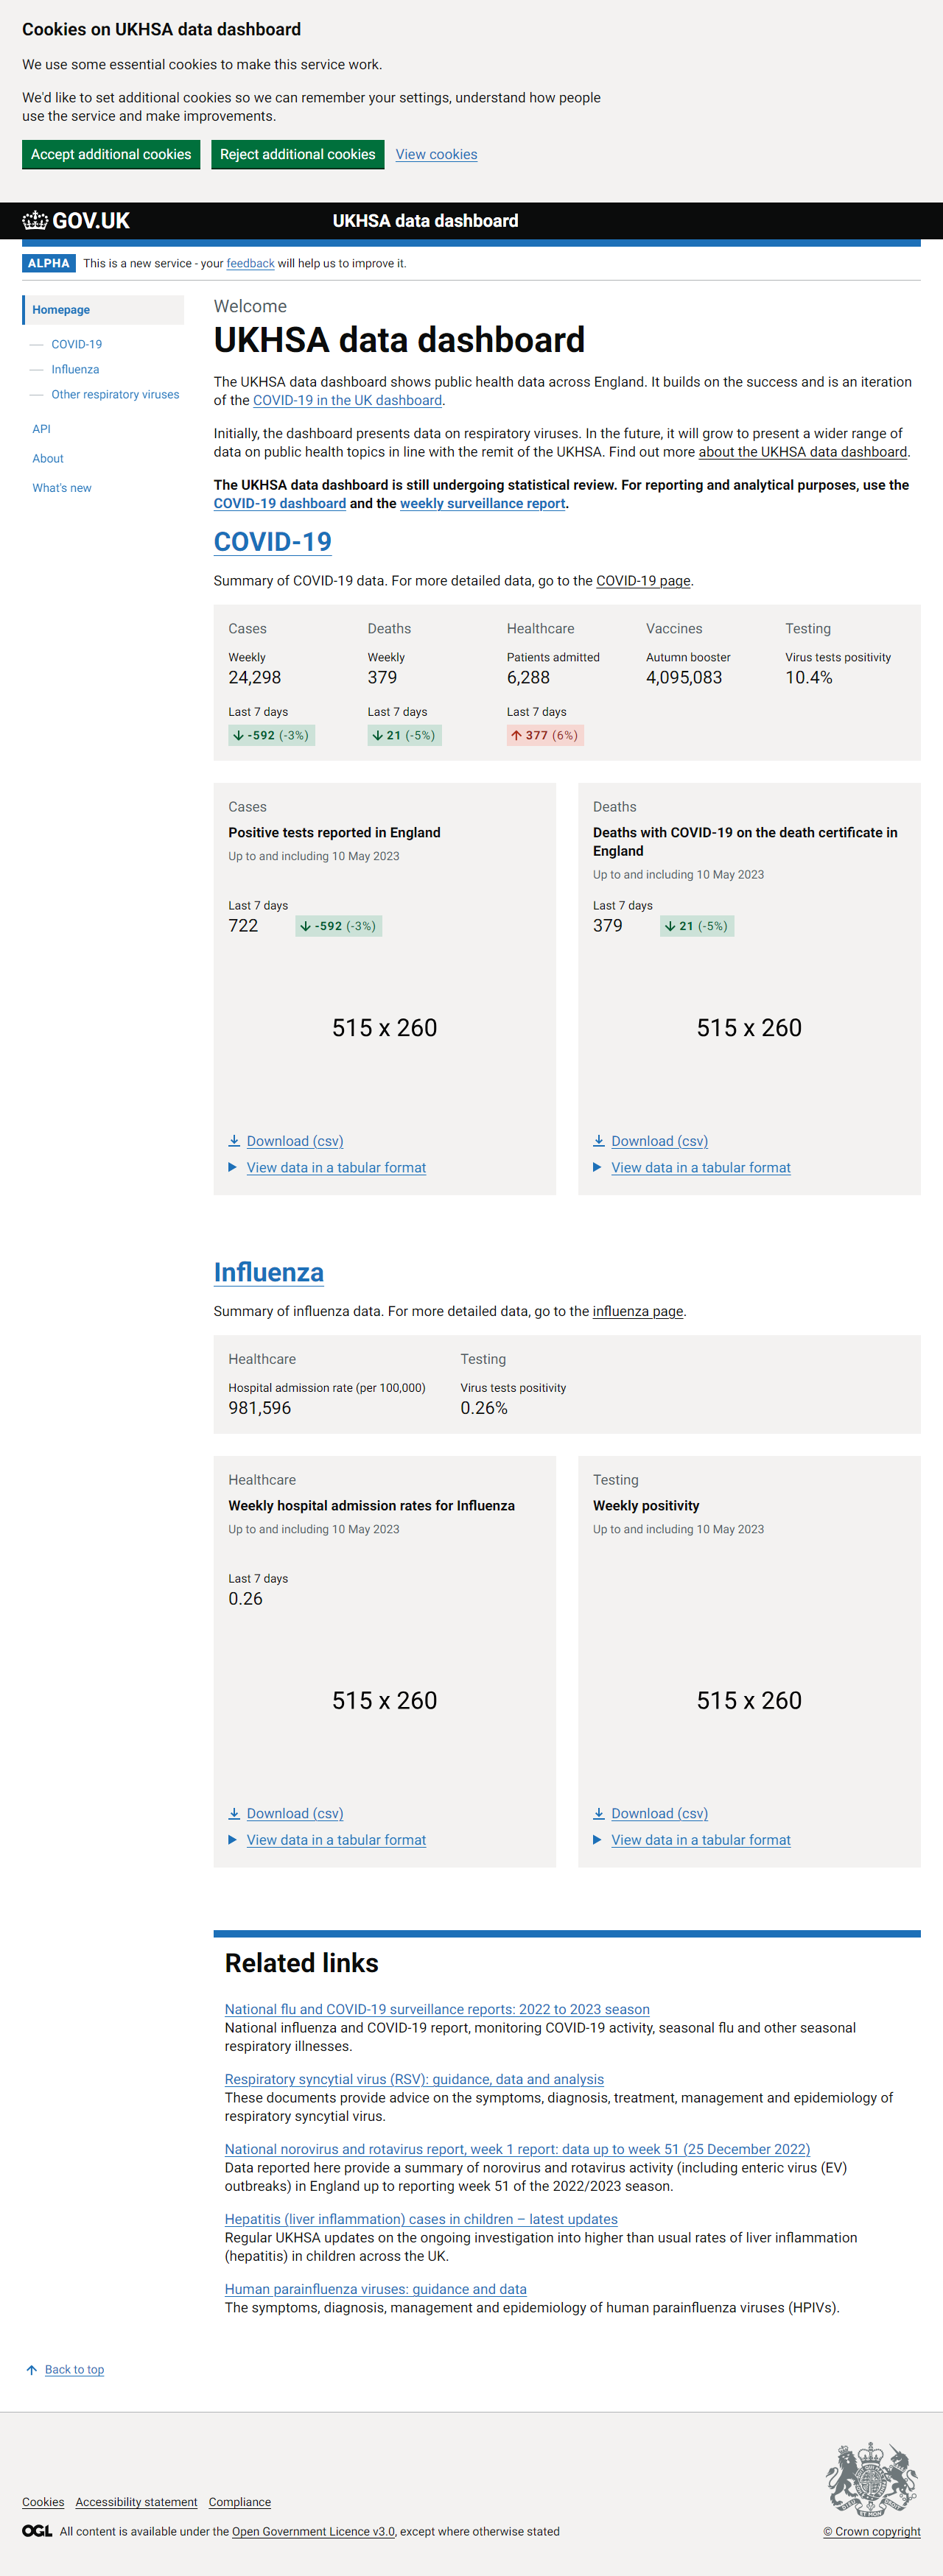 Cookies on UKHSA data dashboard
We use some essential cookies to make this service work.
We'd like to set additional cookies so we can remember your settings, understand how people
use the service and make improvements.
Accept additional cookies Reject additional cookies View cookies
GOV.UK UKHSA data dashboard
ALPHA This is a new service - your feedback will help us to improve it.
Homepage
COVID-19
Influenza
Other respiratory viruses
API
About
What's new
Welcome
UKHSA data dashboard
The UKHSA data dashboard shows public health data across England. It builds on the success and is an iteration
of the COVID-19 in the UK dashboard.
Initially, the dashboard presents data on respiratory viruses. In the future, it will grow to present a wider range of
data on public health topics in line with the remit of the UKHSA. Find out more about the UKHSA data dashboard.
The UKHSA data dashboard is still undergoing statistical review. For reporting and analytical purposes, use the
COVID-19 dashboard and the weekly surveillance report.
COVID-19
Summary of COVID-19 data. For more detailed data, go to the COVID-19 page.
Cases Deaths Healthcare Vaccines Testing
Weekly Weekly Patients admitted Autumn booster Virus tests positivity
24,298 379 6,288 4,095,083 10.4%
Last 7 days Last 7 days Last 7 days
↓ -592 (-3%) ↓ 21 (-5%) ↑ 377 (6%)
Cases
Positive tests reported in England
Up to and including 10 May 2023
Last 7 days
722 ↓ -592 (-3%)
515 x 260
Download (csv)
View data in a tabular format
Deaths
Deaths with COVID-19 on the death certificate in
England
Up to and including 10 May 2023
Last 7 days
379 ↓ 21 (-5%)
515 x 260
Download (csv)
View data in a tabular format
Influenza
Summary of influenza data. For more detailed data, go to the influenza page.
Healthcare Testing
Hospital admission rate (per 100,000) Virus tests positivity
981,596 0.26%
Healthcare
Weekly hospital admission rates for Influenza
Up to and including 10 May 2023
Last 7 days
0.26
515 x 260
Download (csv)
View data in a tabular format
Testing
Weekly positivity
Up to and including 10 May 2023
515 x 260
Download (csv)
View data in a tabular format
Related links
National flu and COVID-19 surveillance reports: 2022 to 2023 season
National influenza and COVID-19 report, monitoring COVID-19 activity, seasonal flu and other seasonal
respiratory illnesses.
Respiratory syncytial virus (RSV): guidance, data and analysis
These documents provide advice on the symptoms, diagnosis, treatment, management and epidemiology of
respiratory syncytial virus.
National norovirus and rotavirus report, week 1 report: data up to week 51 (25 December 2022)
Data reported here provide a summary of norovirus and rotavirus activity (including enteric virus (EV)
outbreaks) in England up to reporting week 51 of the 2022/2023 season.
Hepatitis (liver inflammation) cases in children – latest updates
Regular UKHSA updates on the ongoing investigation into higher than usual rates of liver inflammation
(hepatitis) in children across the UK.
Human parainfluenza viruses: guidance and data
The symptoms, diagnosis, management and epidemiology of human parainfluenza viruses (HPIVs).
Back to top
Cookies Accessibility statement Compliance
OGL All content is available under the Open Government Licence v3.0, except where otherwise stated
© Crown copyright